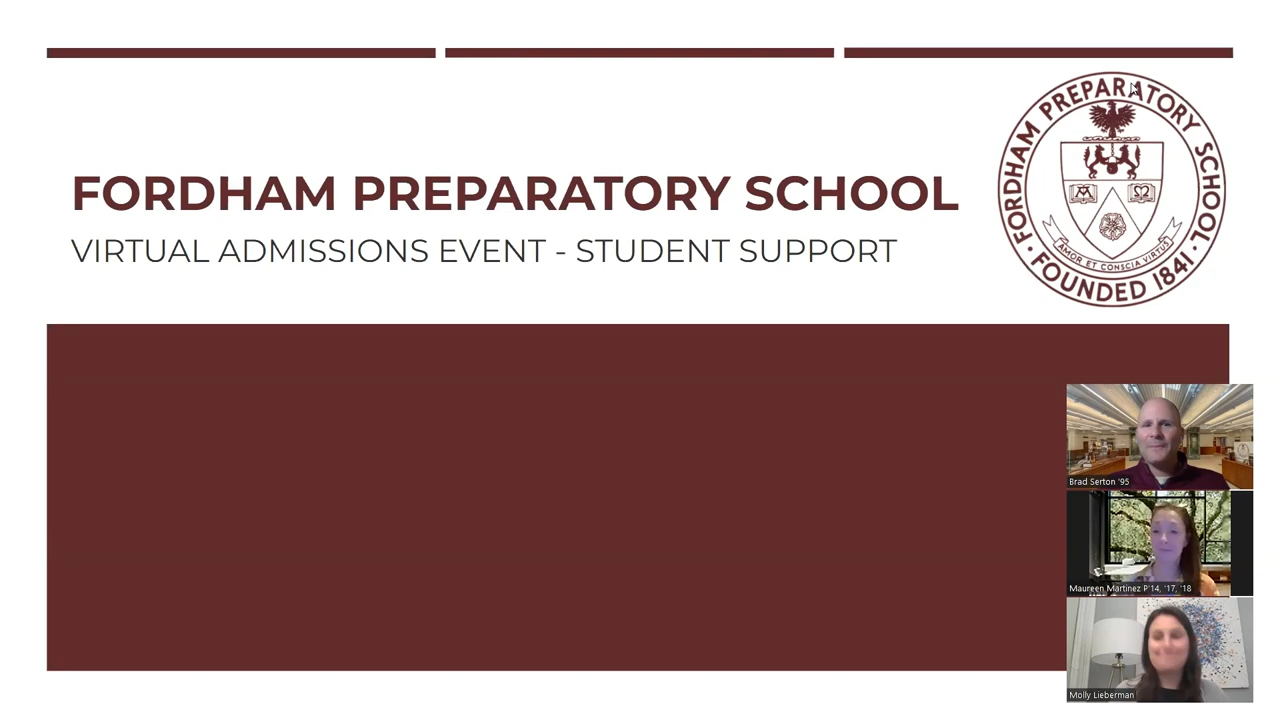 FORDHAM PREPARATORY SCHOOL
VIRTUAL ADMISSIONS EVENT - STUDENT SUPPORT
FORDHAM PREPARATORY SCHOOL
AMOR ET CONSCIA VIRTUS
· FOUNDED 1841 ·
Brad Serton '95
Maureen Martinez P'14, '17, '18
Molly Lieberman